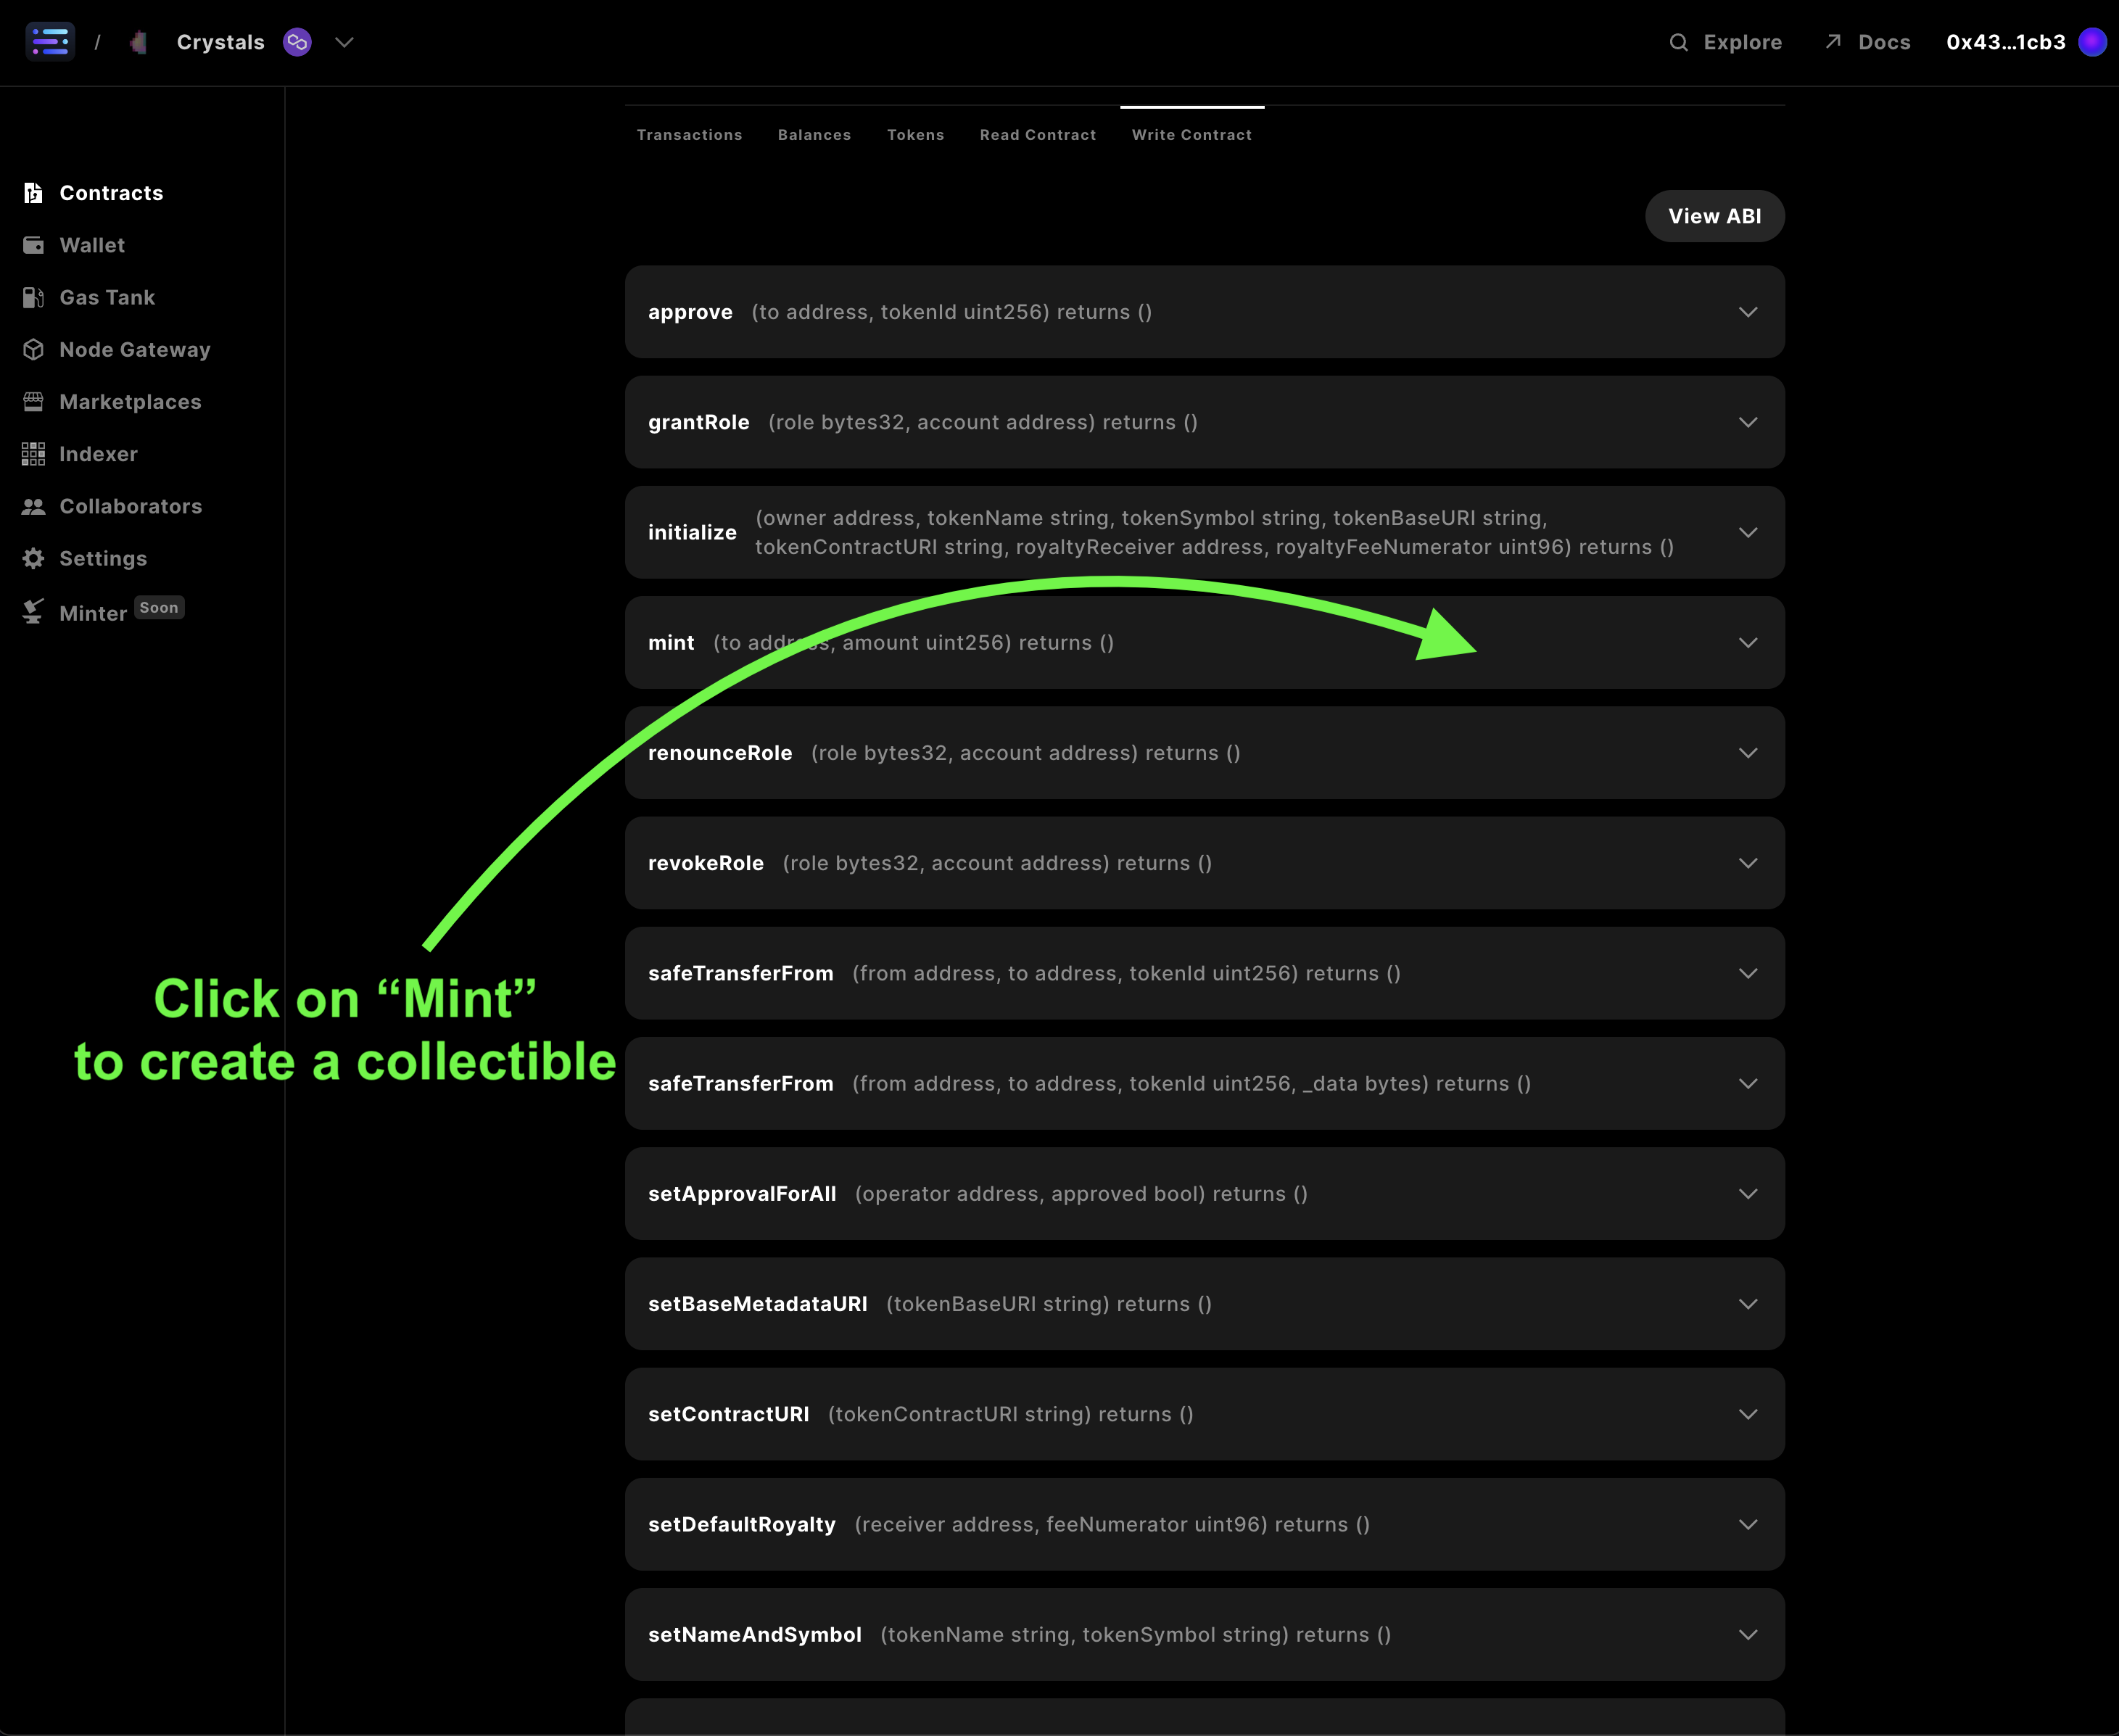 / Crystals
Explore
Docs
0x43...1cb3
Contracts
Wallet
Gas Tank
Node Gateway
Marketplaces
Indexer
Collaborators
Settings
Minter Soon
Transactions Balances Tokens Read Contract Write Contract
View ABI
approve (to address, tokenId uint256) returns ()
grantRole (role bytes32, account address) returns ()
initialize (owner address, tokenName string, tokenSymbol string, tokenBaseURI string,
tokenContractURI string, royaltyReceiver address, royaltyFeeNumerator uint96) returns ()
mint (to address, amount uint256) returns ()
renounceRole (role bytes32, account address) returns ()
revokeRole (role bytes32, account address) returns ()
safeTransferFrom (from address, to address, tokenId uint256) returns ()
safeTransferFrom (from address, to address, tokenId uint256, _data bytes) returns ()
setApprovalForAll (operator address, approved bool) returns ()
setBaseMetadataURI (tokenBaseURI string) returns ()
setContractURI (tokenContractURI string) returns ()
setDefaultRoyalty (receiver address, feeNumerator uint96) returns ()
setNameAndSymbol (tokenName string, tokenSymbol string) returns ()
Click on “Mint”
to create a collectible